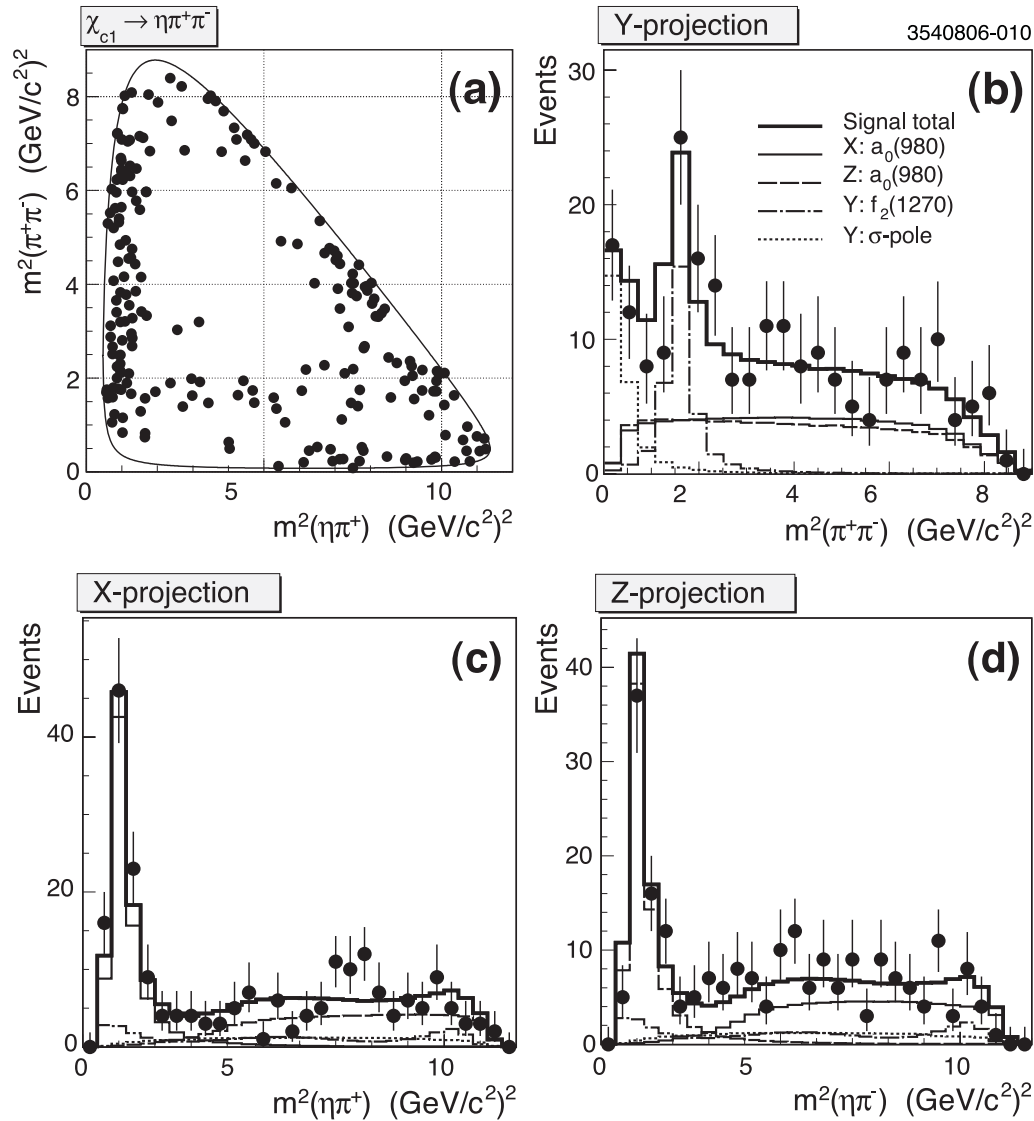 χc1 → ηπ+π-
(a)
m2(π+π-) (GeV/c2)2
8
6
4
2
0
0 5 10
m2(ηπ+) (GeV/c2)2
Y-projection
3540806-010
(b)
Events
30
20
10
0
Signal total
X: a0(980)
Z: a0(980)
Y: f2(1270)
Y: σ-pole
0 2 4 6 8
m2(π+π-) (GeV/c2)2
X-projection
(c)
Events
40
20
0
0 5 10
m2(ηπ+) (GeV/c2)2
Z-projection
(d)
Events
40
30
20
10
0
0 5 10
m2(ηπ-) (GeV/c2)2